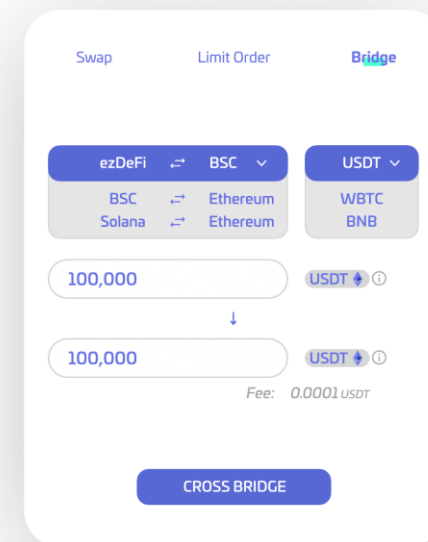 Swap Limit Order Bridge
ezDeFi BSC USDT
BSC Ethereum WBTC
Solana Ethereum BNB
100,000 USDT
100,000 USDT
Fee: 0.0001 USDT
CROSS BRIDGE